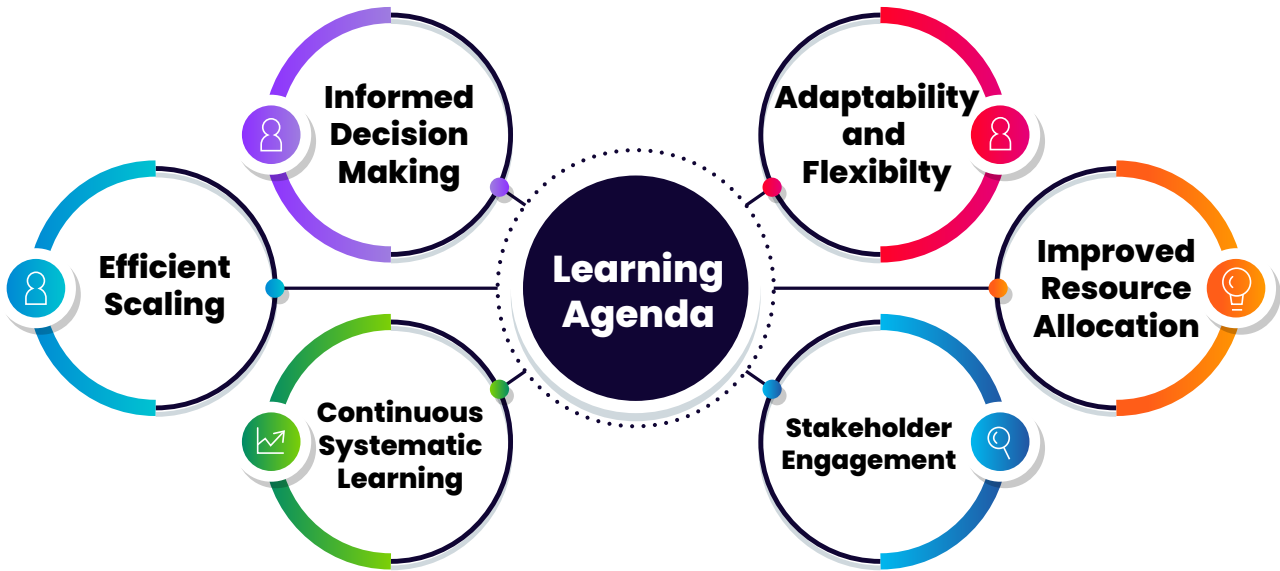 Informed
Decision
Making
Adaptability
and
Flexibilty
Efficient
Scaling
Learning
Agenda
Improved
Resource
Allocation
Continuous
Systematic
Learning
Stakeholder
Engagement